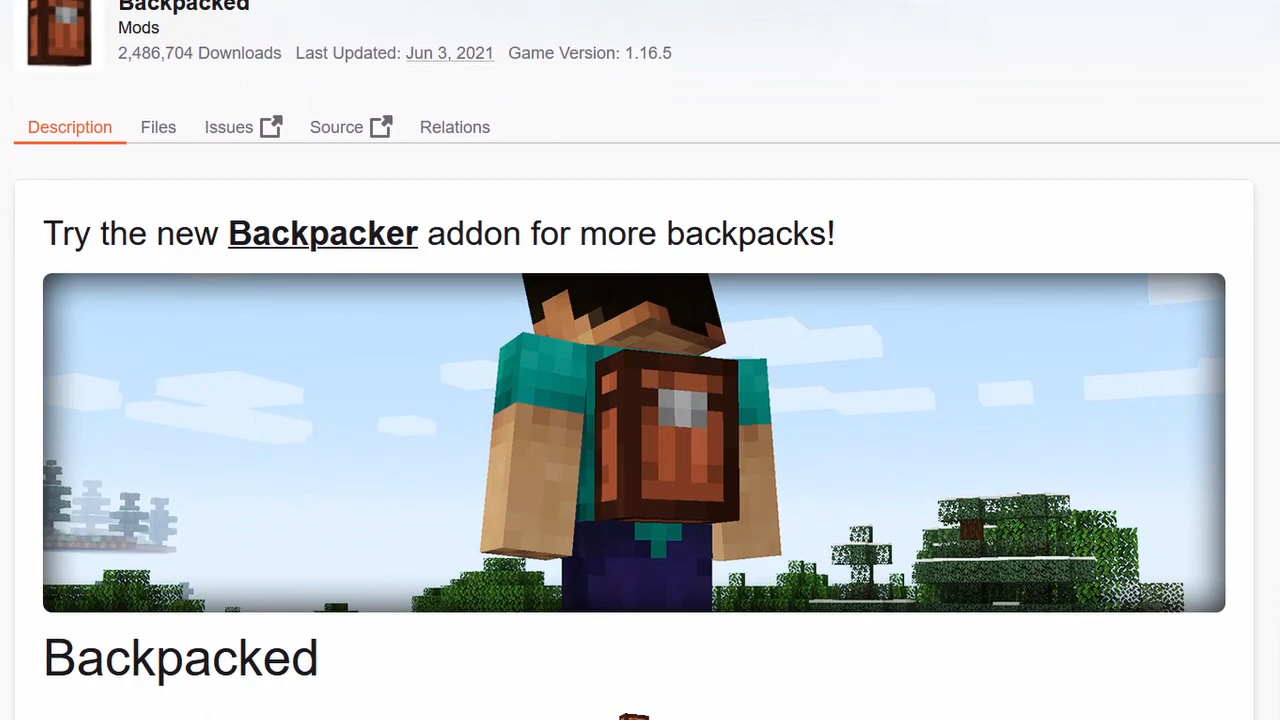 Backpacked
Mods
2,486,704 Downloads Last Updated: Jun 3, 2021 Game Version: 1.16.5
Description Files Issues Source Relations
Try the new Backpacker addon for more backpacks!
Backpacked